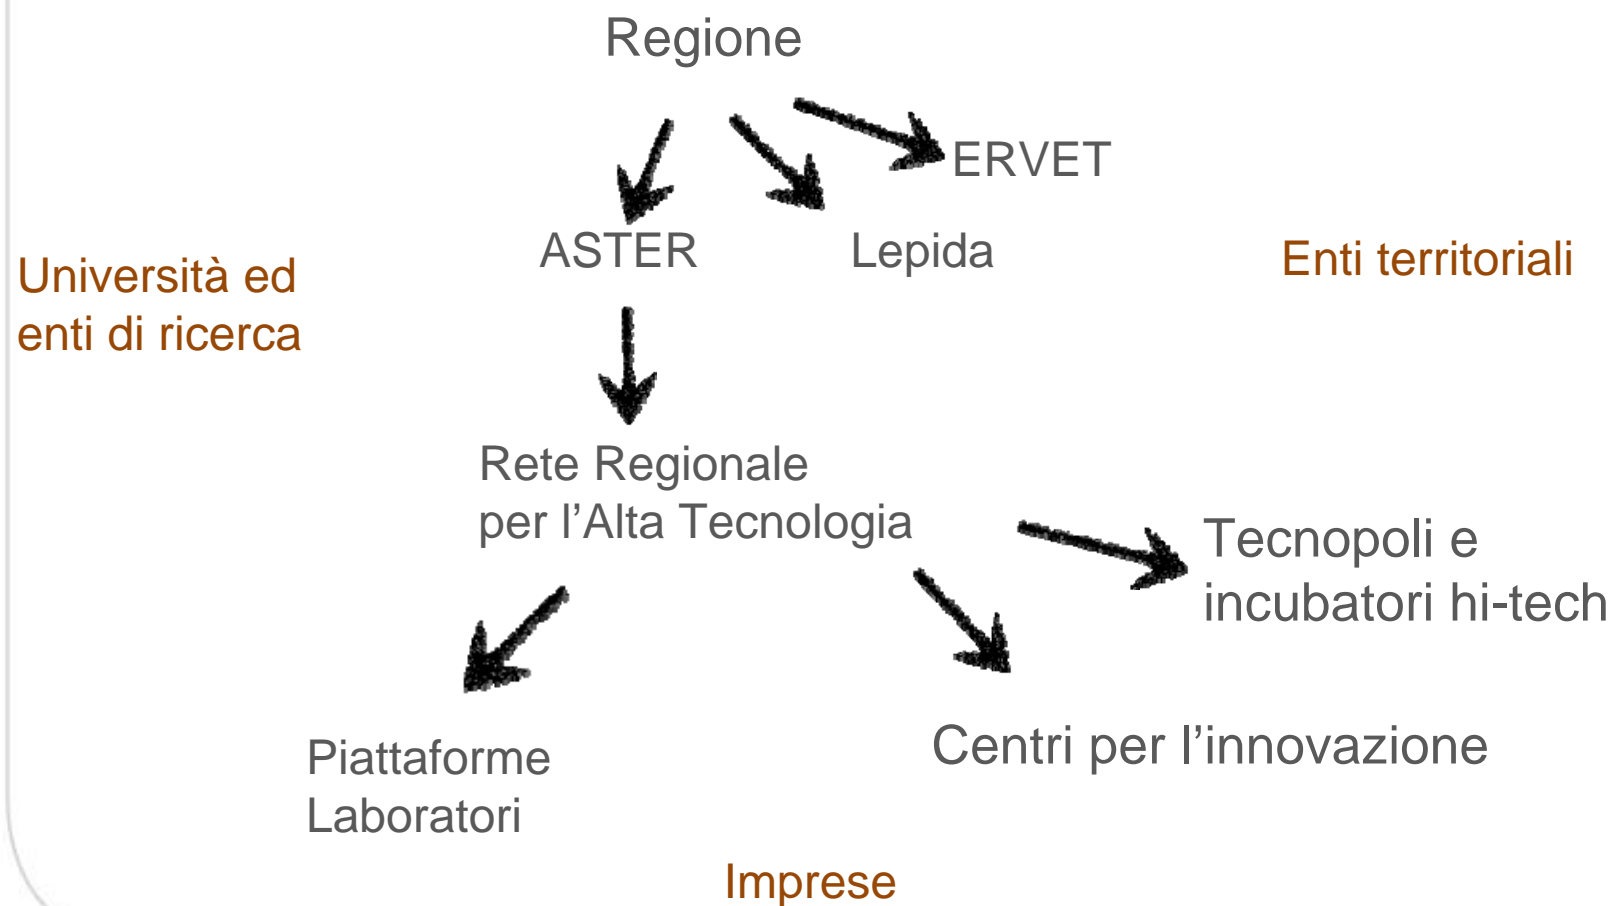 Regione
ERVET
ASTER
Lepida
Enti territoriali
Università ed
enti di ricerca
Rete Regionale
per l’Alta Tecnologia
Tecnopoli e
incubatori hi-tech
Centri per l’innovazione
Piattaforme
Laboratori
Imprese